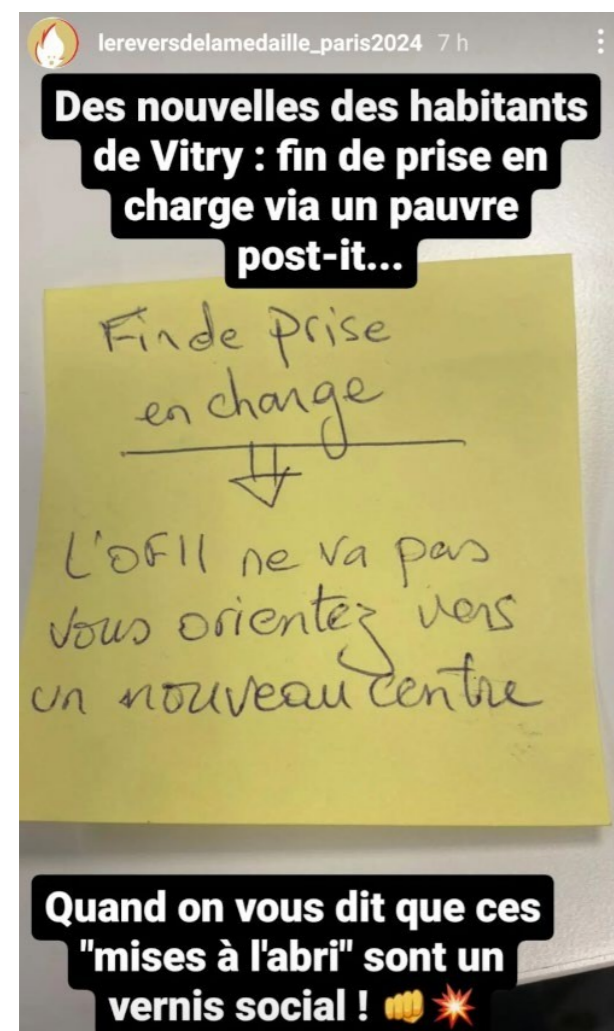 lereversdelamedaille_paris2024 7 h
Des nouvelles des habitants
de Vitry : fin de prise en
charge via un pauvre
post-it...
Fin de prise
en charge
L'OFII ne va pas
vous orientez vers
un nouveau centre
Quand on vous dit que ces
"mises à l'abri" sont un
vernis social ! 👊💥